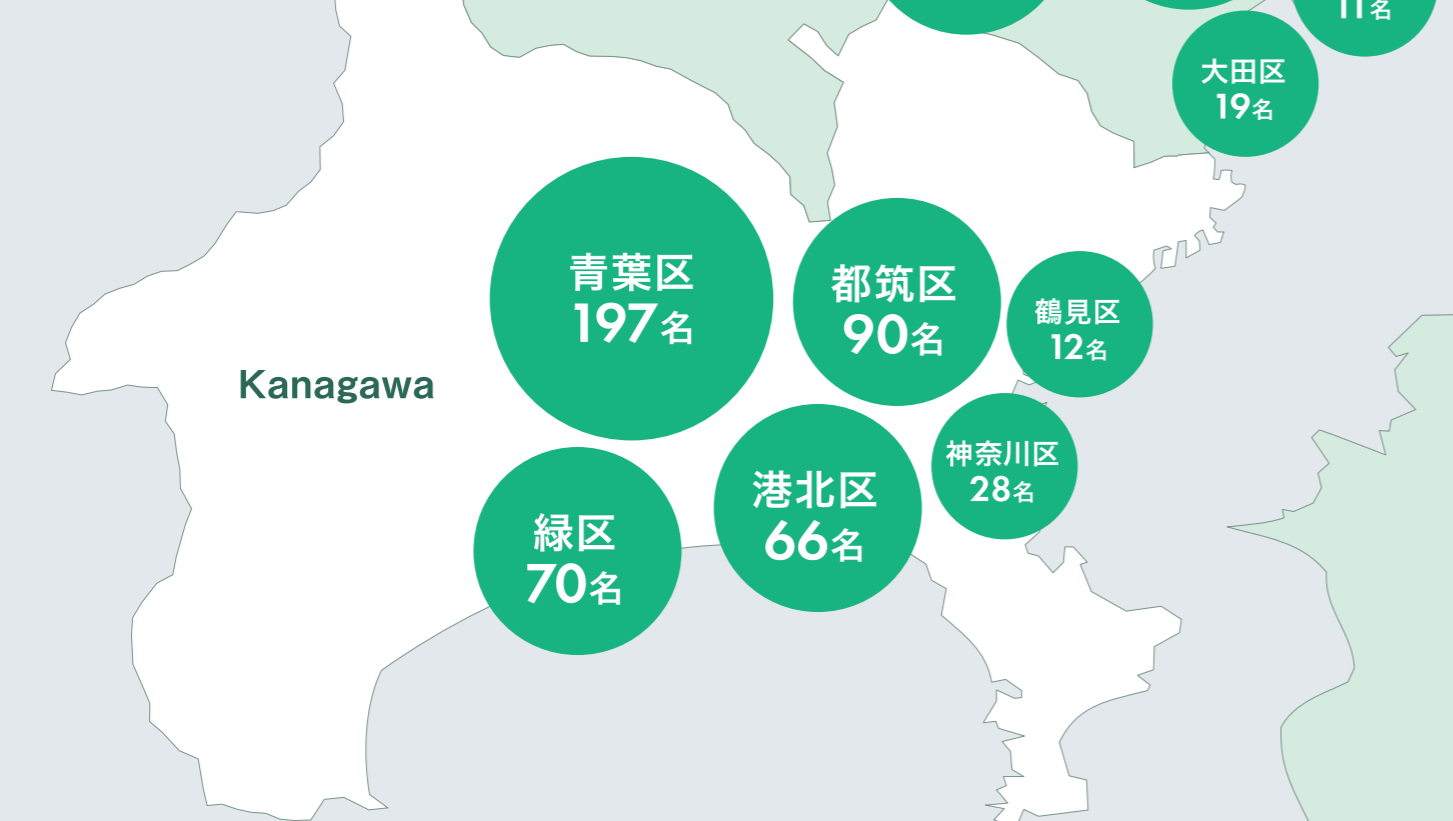 11名
大田区
19名
青葉区
197名
都筑区
90名
鶴見区
12名
Kanagawa
神奈川区
28名
港北区
66名
緑区
70名